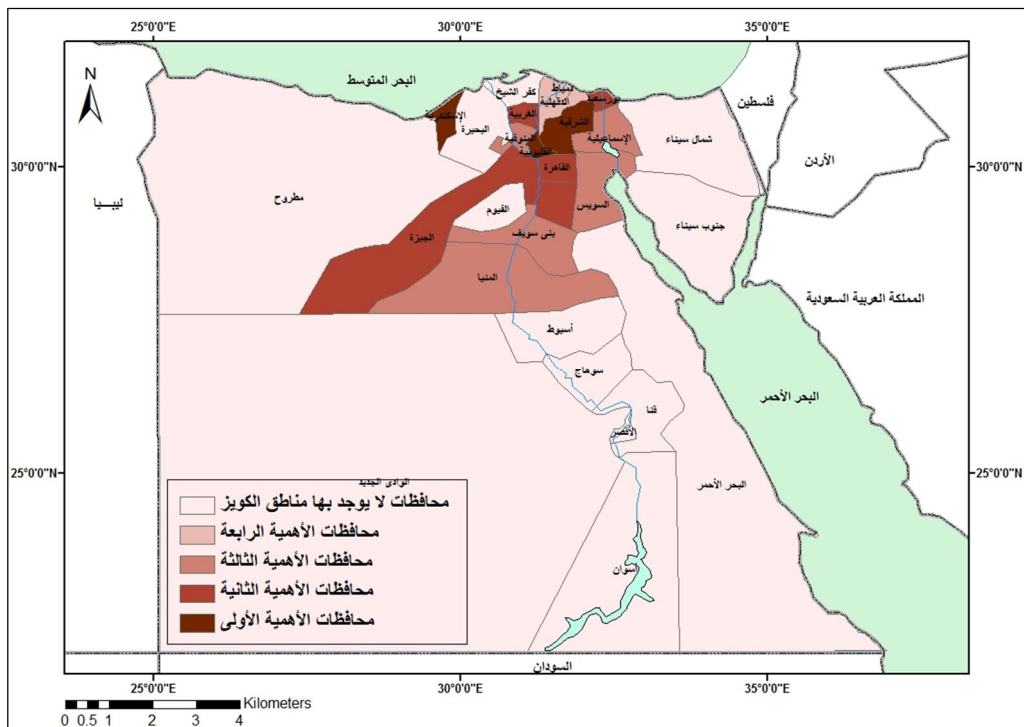 25°0'0"E 30°0'0"E 35°0'0"E
N
البحر المتوسط
فلسطين
كفر الشيخ
دمياط
الدقهلية
بورسعيد
الإسكندرية
البحيرة
الغربية
الشرقية
المنوفية
القليوبية
الإسماعيلية
شمال سيناء
30°0'0"N 30°0'0"N
الأردن
القاهرة
ليبيـــا
مطروح
الفيوم
السويس
جنوب سيناء
الجيزة
بنى سويف
المنيا
المملكة العربية السعودية
أسيوط
سوهاج
قنا
البحر الأحمر
الأقصر
25°0'0"N 25°0'0"N
الوادى الجديد
البحر الأحمر
محافظات لا يوجد بها مناطق الكويز
محافظات الأهمية الرابعة
محافظات الأهمية الثالثة
محافظات الأهمية الثانية
محافظات الأهمية الأولى
أسوان
السودان
25°0'0"E 30°0'0"E 35°0'0"E
Kilometers
0 0.5 1 2 3 4